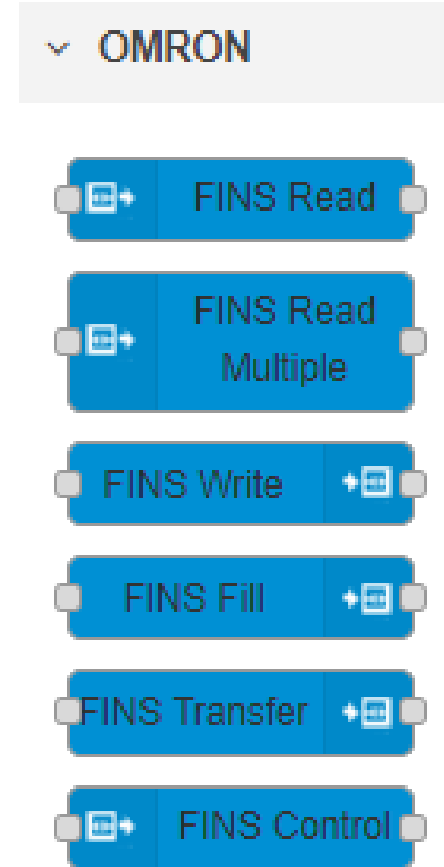 OMRON
FINS Read
FINS Read
Multiple
FINS Write
FINS Fill
FINS Transfer
FINS Control